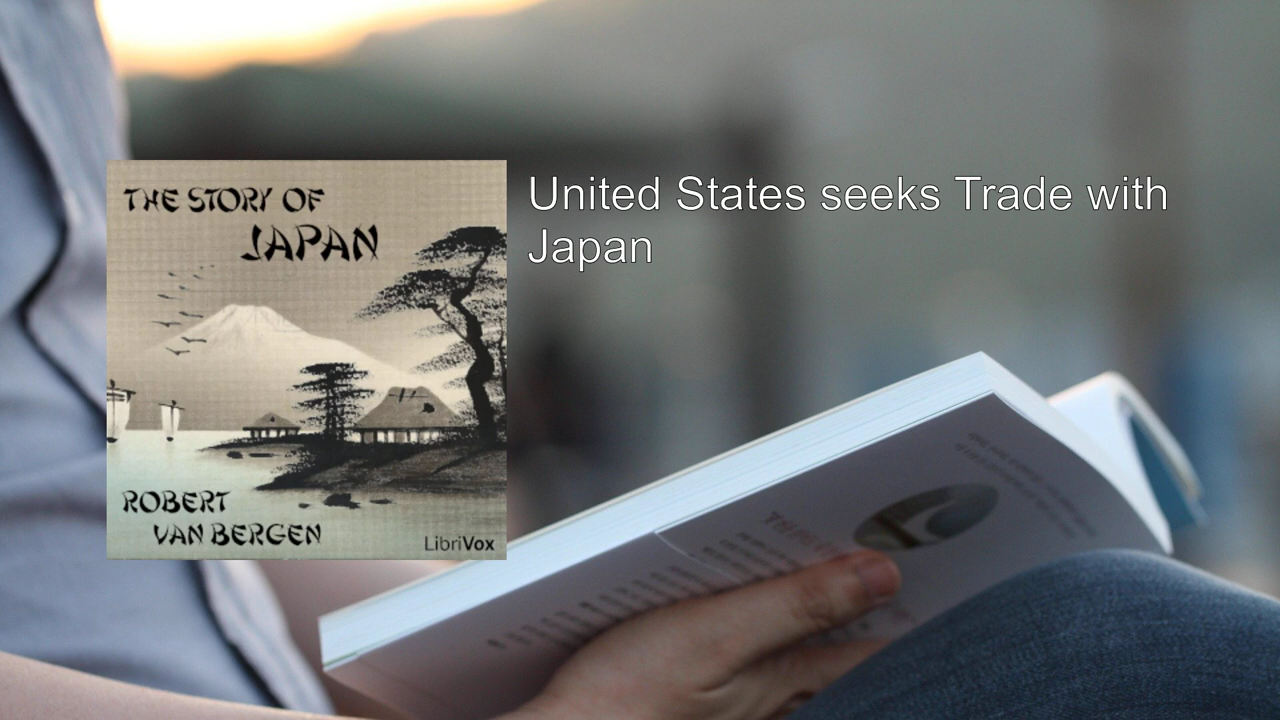 THE STORY OF
JAPAN
ROBERT
VAN BERGEN
LibriVox
United States seeks Trade with
Japan